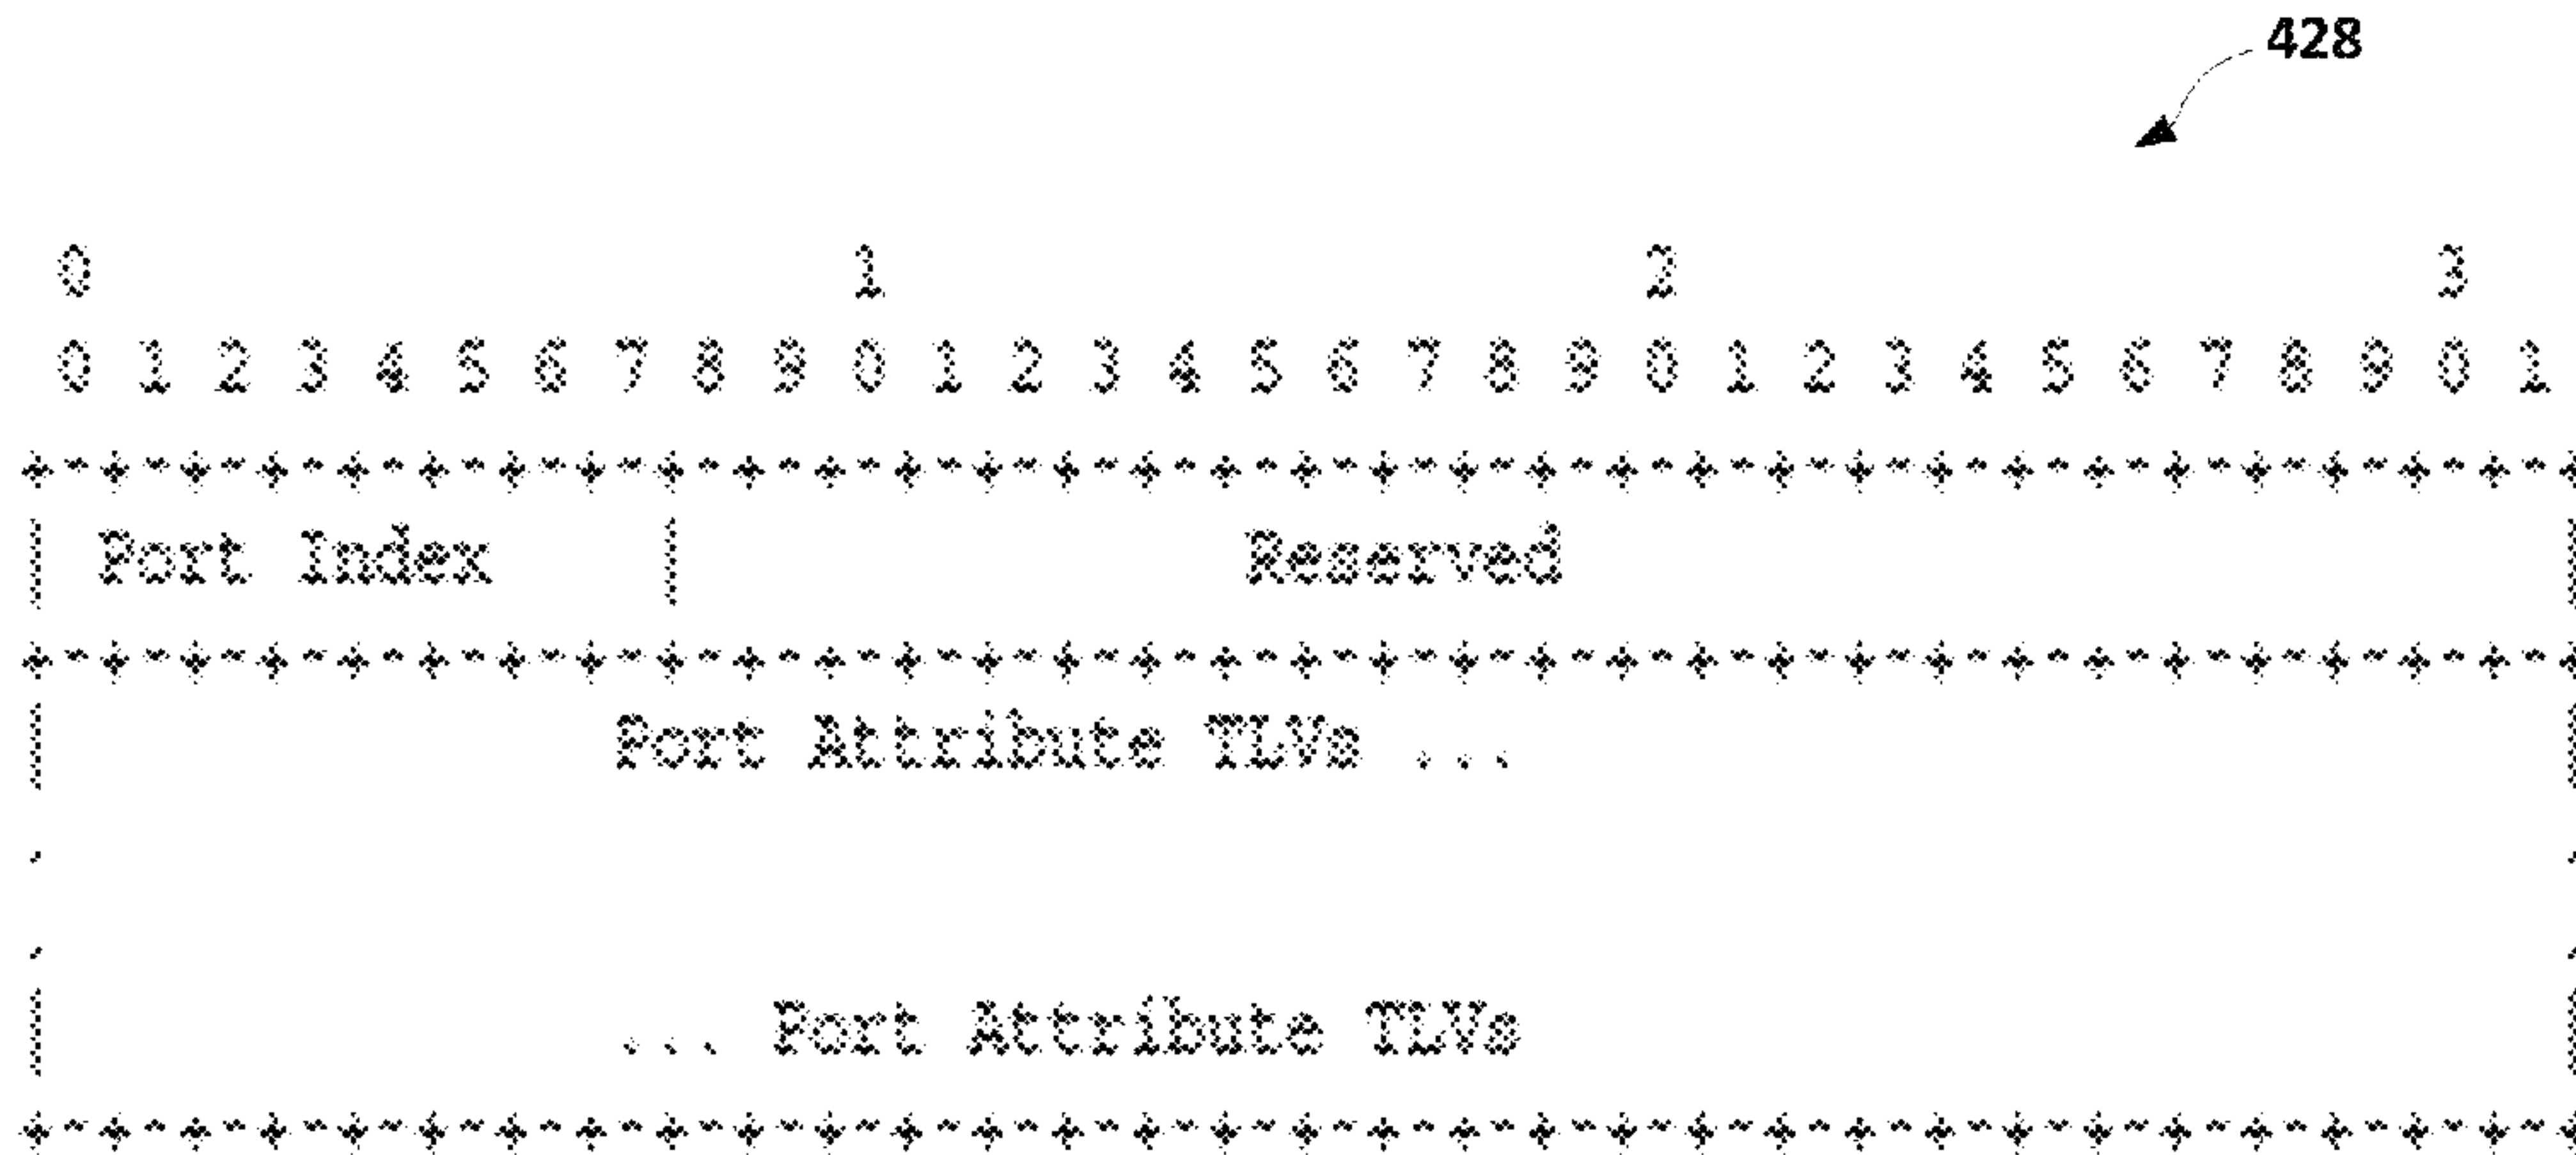 428
0 1 2 3
0 1 2 3 4 5 6 7 8 9 0 1 2 3 4 5 6 7 8 9 0 1 2 3 4 5 6 7 8 9 0 1
+-+-+-+-+-+-+-+-+-+-+-+-+-+-+-+-+-+-+-+-+-+-+-+-+-+-+-+-+-+-+-+-+
| Port Index | Reserved |
+-+-+-+-+-+-+-+-+-+-+-+-+-+-+-+-+-+-+-+-+-+-+-+-+-+-+-+-+-+-+-+-+
| Port Attribute TLVs ... |
. .
. .
| ... Port Attribute TLVs |
+-+-+-+-+-+-+-+-+-+-+-+-+-+-+-+-+-+-+-+-+-+-+-+-+-+-+-+-+-+-+-+-+